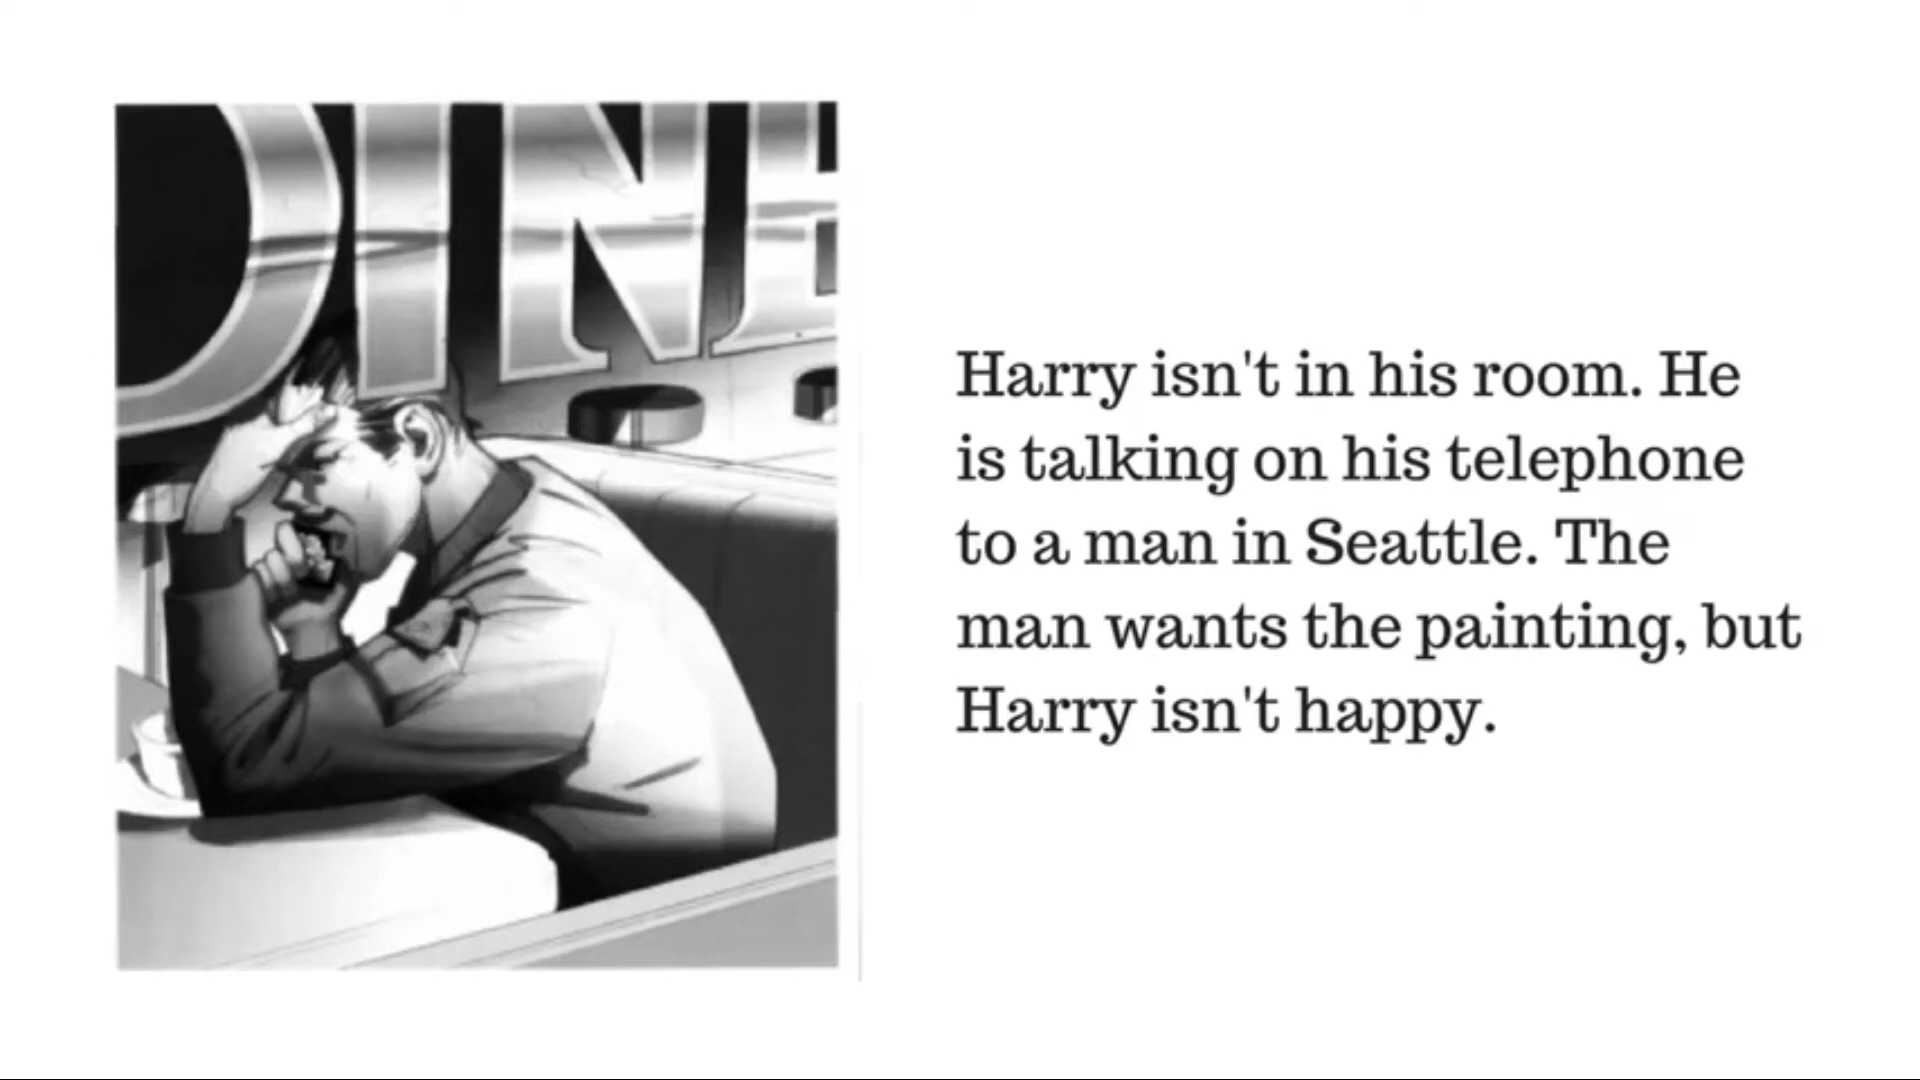 DINE
Harry isn't in his room. He
is talking on his telephone
to a man in Seattle. The
man wants the painting, but
Harry isn't happy.